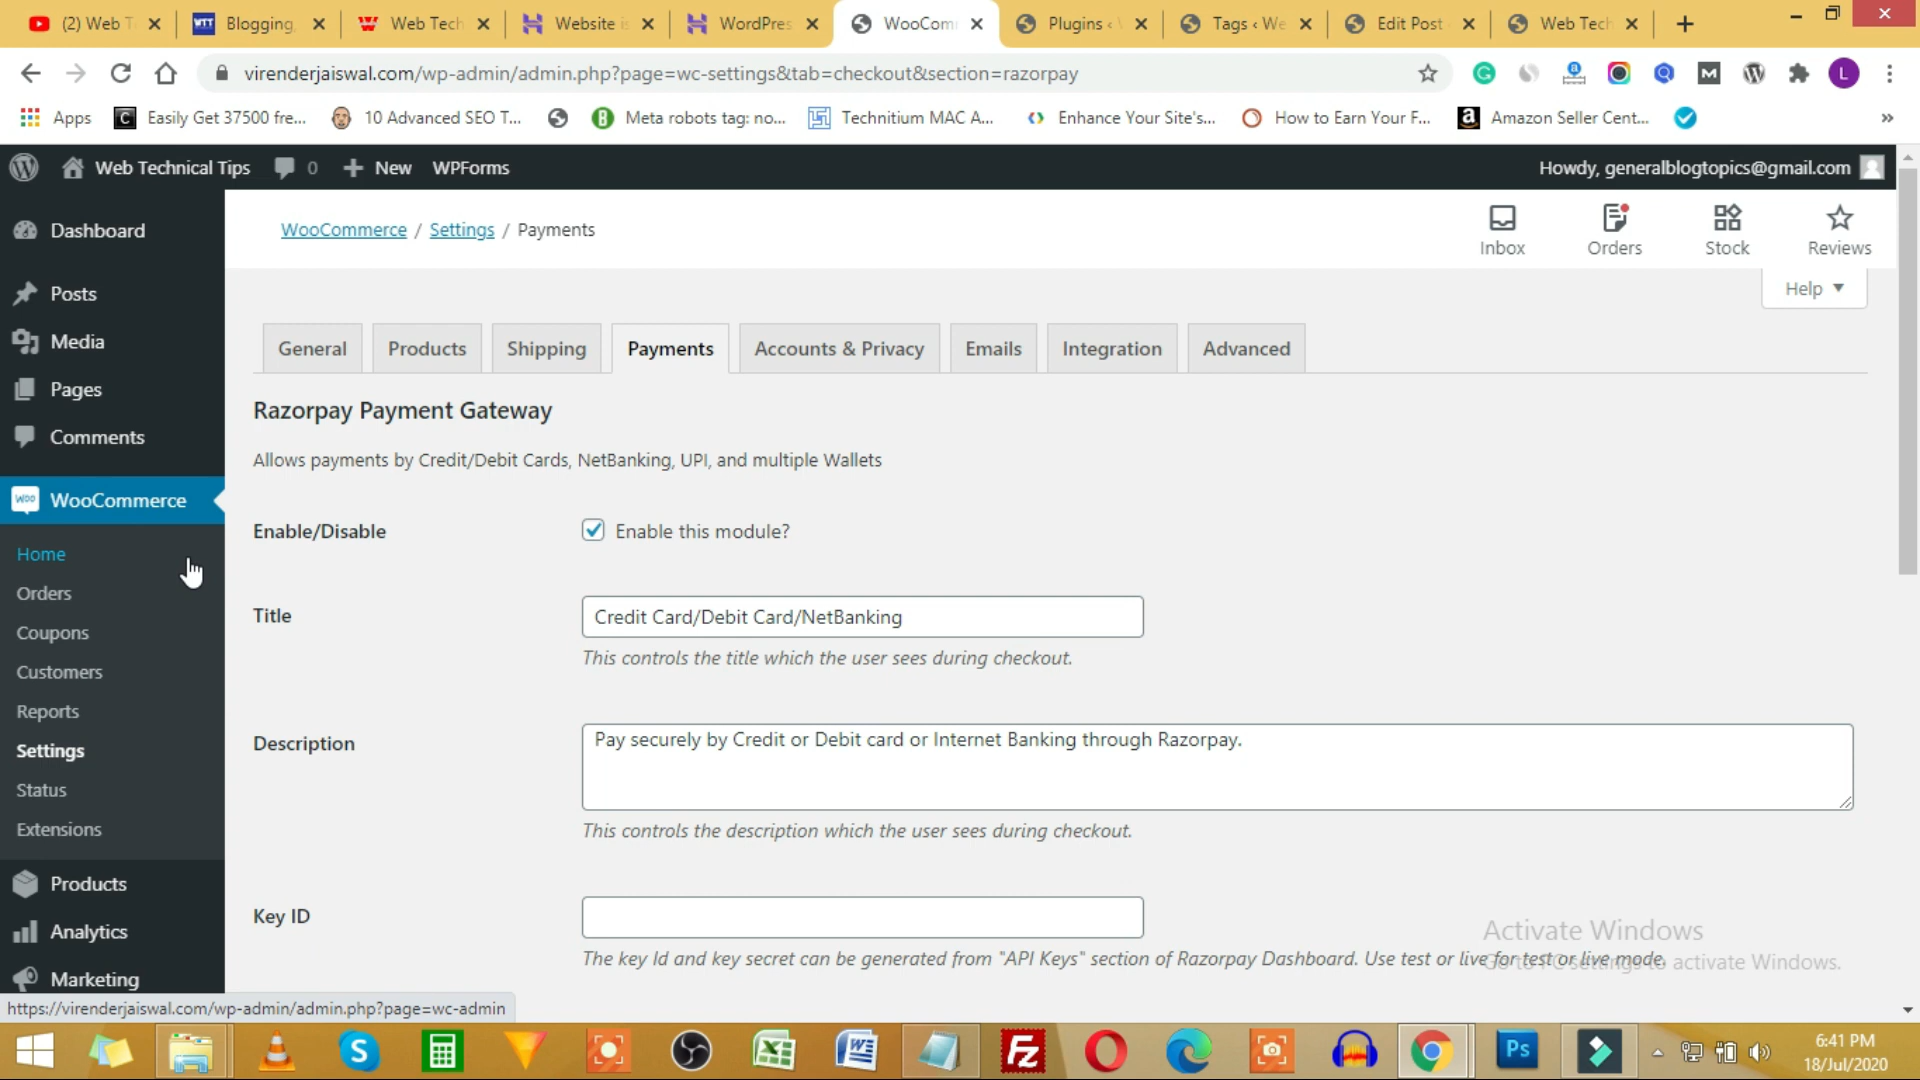 (2) Web T
Blogging,
Web Tech
Website is
WordPres
WooCom
Plugins ‹
Tags ‹ We
Edit Post
Web Tech
virenderjaiswal.com/wp-admin/admin.php?page=wc-settings&tab=checkout&section=razorpay
Apps
Easily Get 37500 fre...
10 Advanced SEO T...
Meta robots tag: no...
Technitium MAC A...
Enhance Your Site's...
How to Earn Your F...
Amazon Seller Cent...
»
Web Technical Tips
0
New
WPForms
Howdy, generalblogtopics@gmail.com
Dashboard
Posts
Media
Pages
Comments
WooCommerce
Home
Orders
Coupons
Customers
Reports
Settings
Status
Extensions
Products
Analytics
Marketing
WooCommerce / Settings / Payments
Inbox
Orders
Stock
Reviews
Help
General
Products
Shipping
Payments
Accounts & Privacy
Emails
Integration
Advanced
Razorpay Payment Gateway
Allows payments by Credit/Debit Cards, NetBanking, UPI, and multiple Wallets
Enable/Disable
Enable this module?
Title
Credit Card/Debit Card/NetBanking
This controls the title which the user sees during checkout.
Description
Pay securely by Credit or Debit card or Internet Banking through Razorpay.
This controls the description which the user sees during checkout.
Key ID
The key Id and key secret can be generated from "API Keys" section of Razorpay Dashboard. Use test or live for test or live mode.
Activate Windows
Go to PC settings to activate Windows.
https://virenderjaiswal.com/wp-admin/admin.php?page=wc-admin
6:41 PM
18/Jul/2020